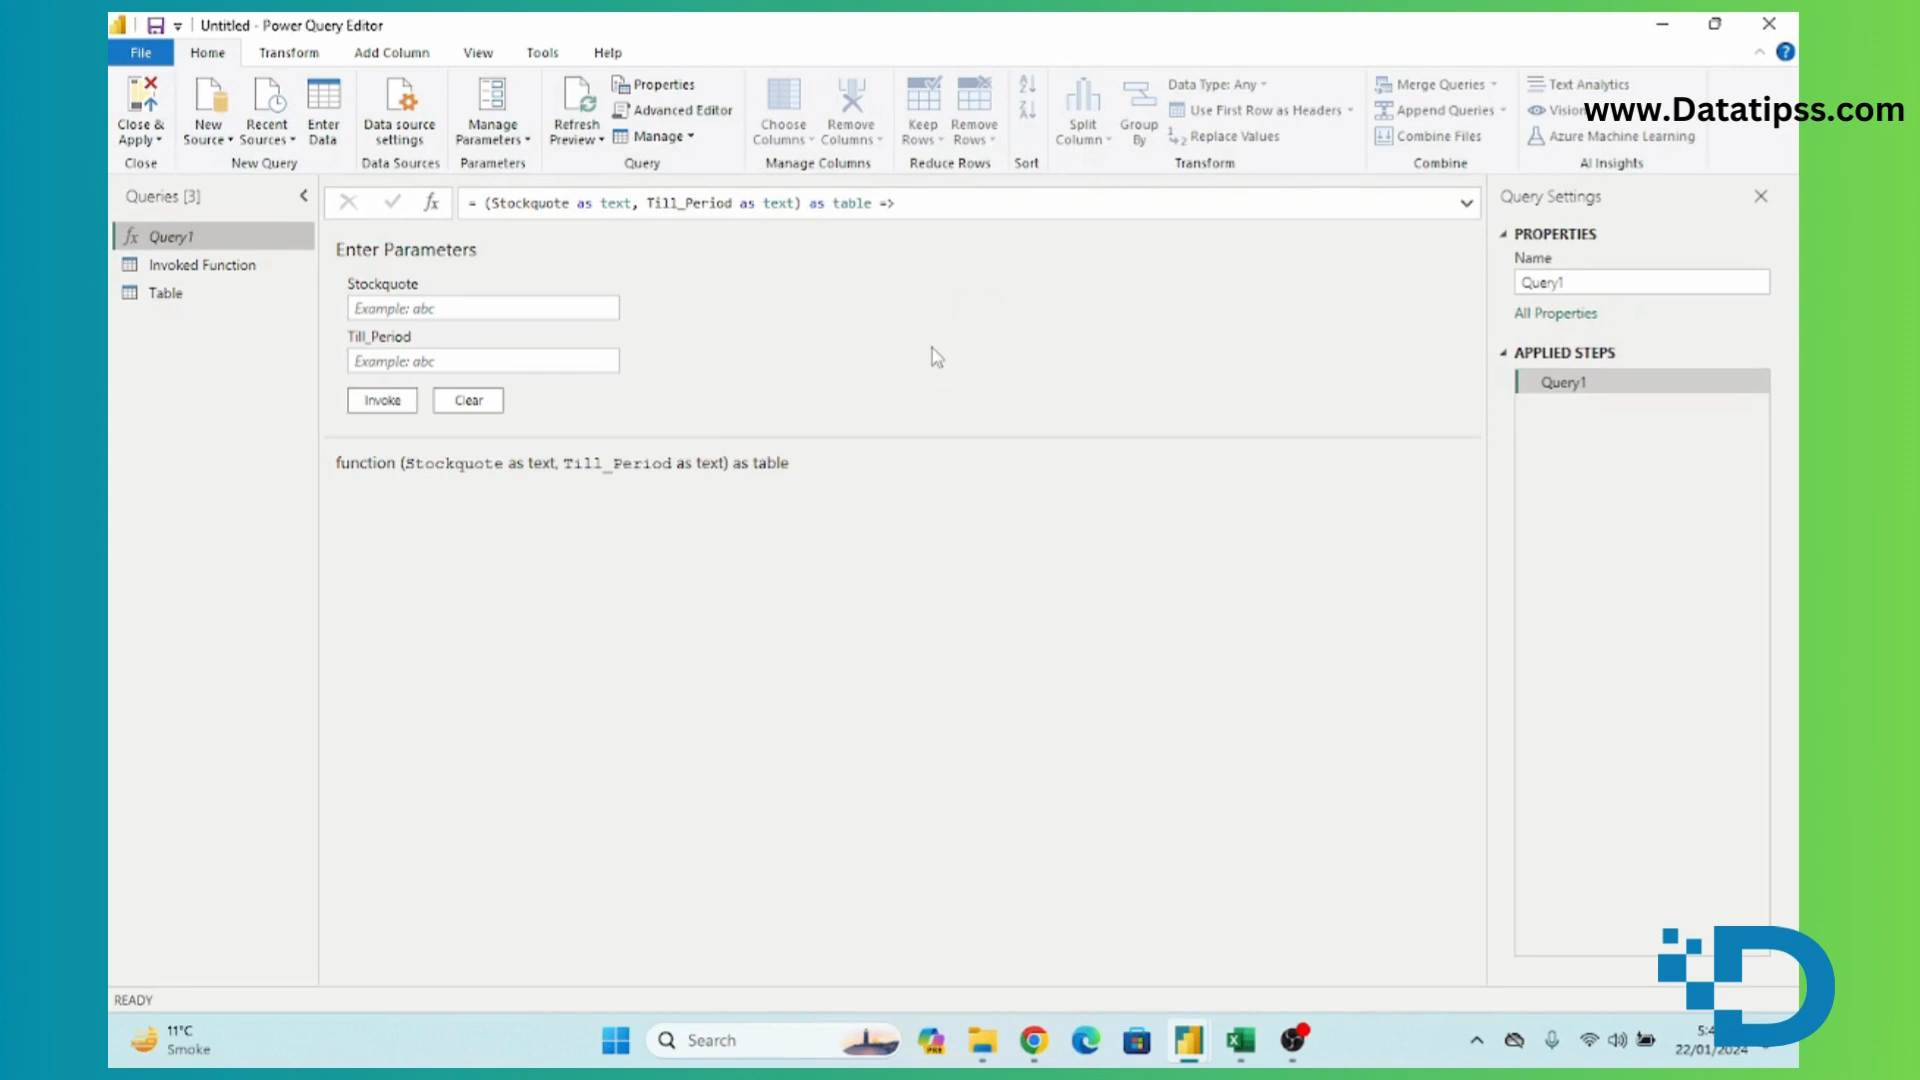 Untitled - Power Query Editor
File Home Transform Add Column View Tools Help
Close & Apply
New Source
Recent Sources
Enter Data
Data source settings
Manage Parameters
Refresh Preview
Properties
Advanced Editor
Manage
Choose Columns
Remove Columns
Keep Rows
Remove Rows
Split Column
Group By
Data Type: Any
Use First Row as Headers
Replace Values
Merge Queries
Append Queries
Combine Files
Text Analytics
Vision
Azure Machine Learning
www.Datatipss.com
Close New Query Data Sources Parameters Query Manage Columns Reduce Rows Sort Transform Combine AI Insights
Queries [3]
Query1
Invoked Function
Table
fx = (Stockquote as text, Till_Period as text) as table =>
Enter Parameters
Stockquote
Example: abc
Till_Period
Example: abc
Invoke Clear
function (Stockquote as text, Till_Period as text) as table
Query Settings
PROPERTIES
Name
Query1
All Properties
APPLIED STEPS
Query1
READY
11°C
Smoke
Search
PRE
22/01/2024
D